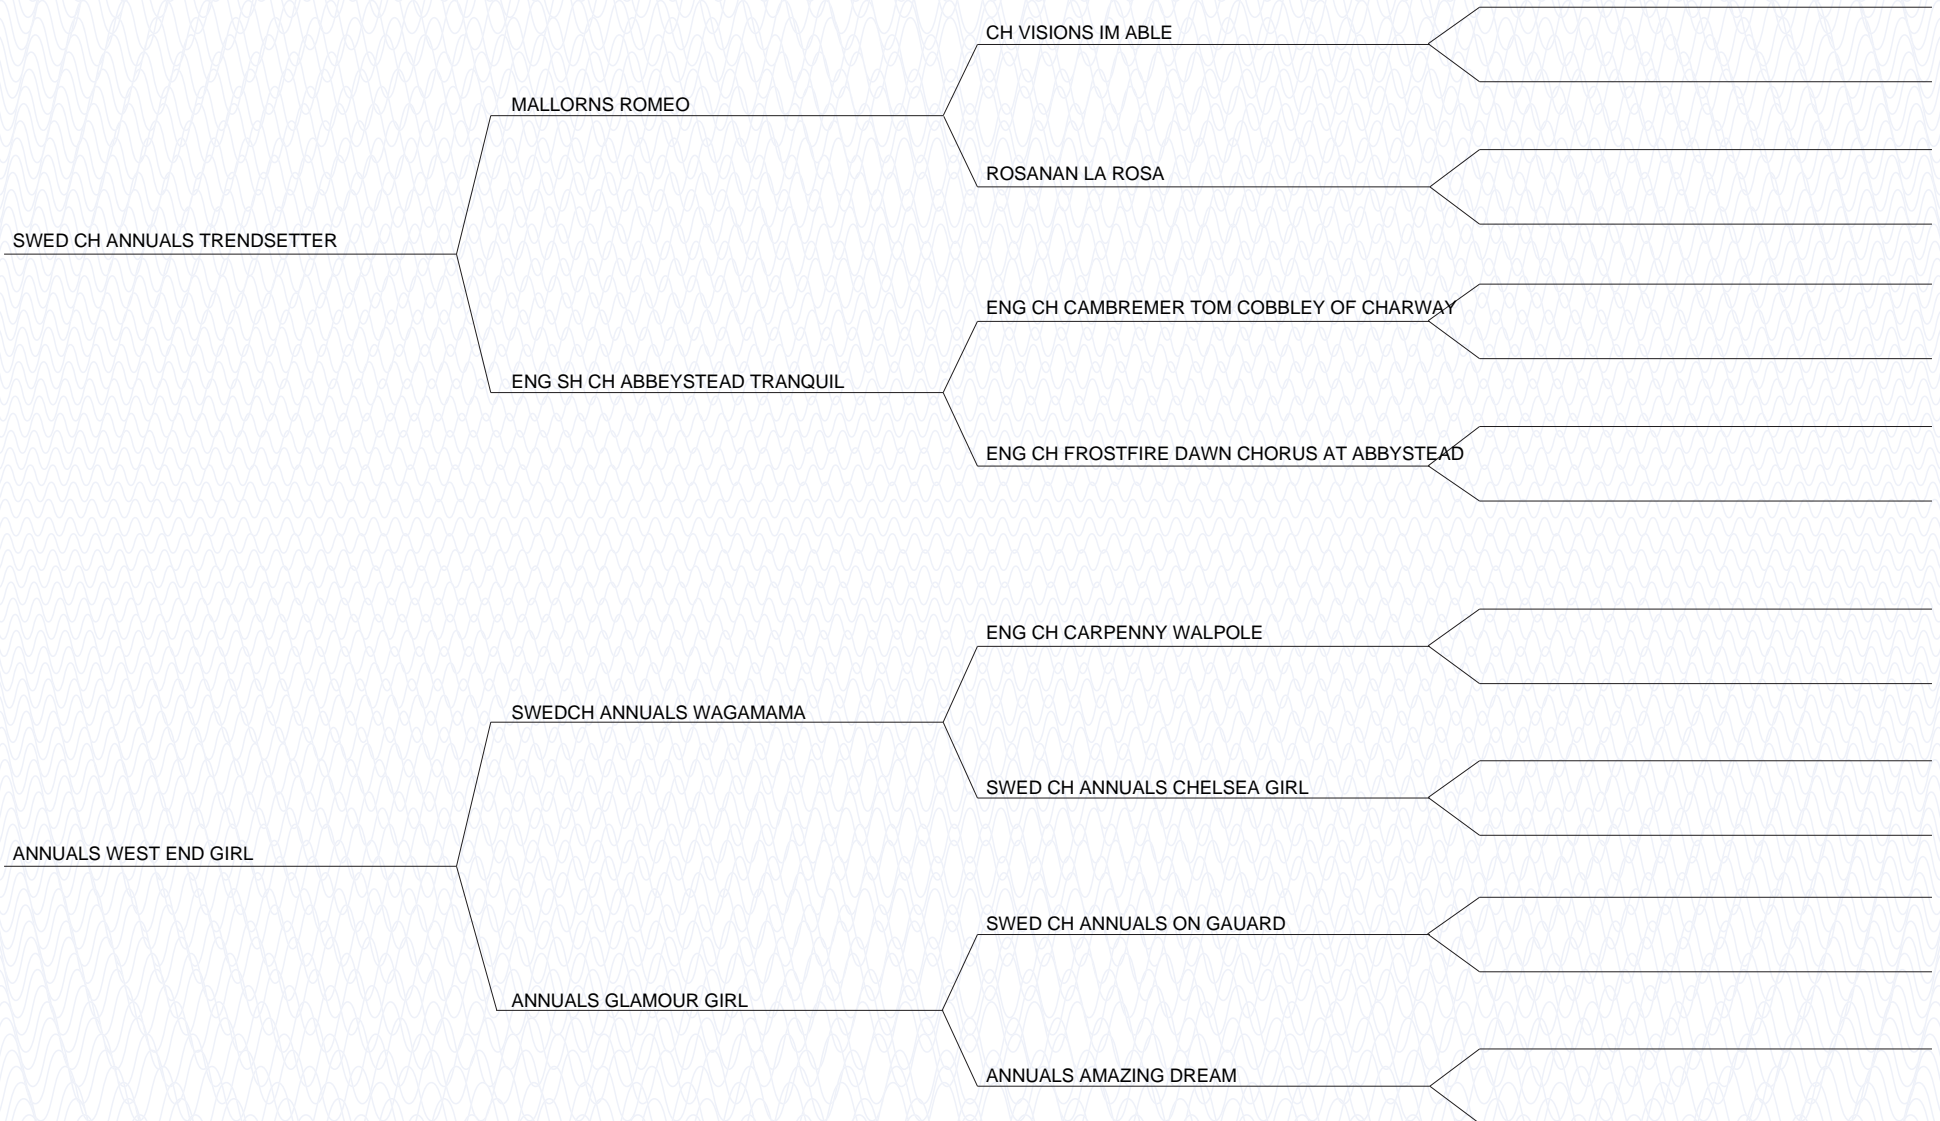 CH VISIONS IM ABLE
MALLORNS ROMEO
ROSANAN LA ROSA
SWED CH ANNUALS TRENDSETTER
ENG CH CAMBREMER TOM COBBLEY OF CHARWAY
ENG SH CH ABBEYSTEAD TRANQUIL
ENG CH FROSTFIRE DAWN CHORUS AT ABBYSTEAD
ENG CH CARPENNY WALPOLE
SWEDCH ANNUALS WAGAMAMA
SWED CH ANNUALS CHELSEA GIRL
ANNUALS WEST END GIRL
SWED CH ANNUALS ON GAUARD
ANNUALS GLAMOUR GIRL
ANNUALS AMAZING DREAM